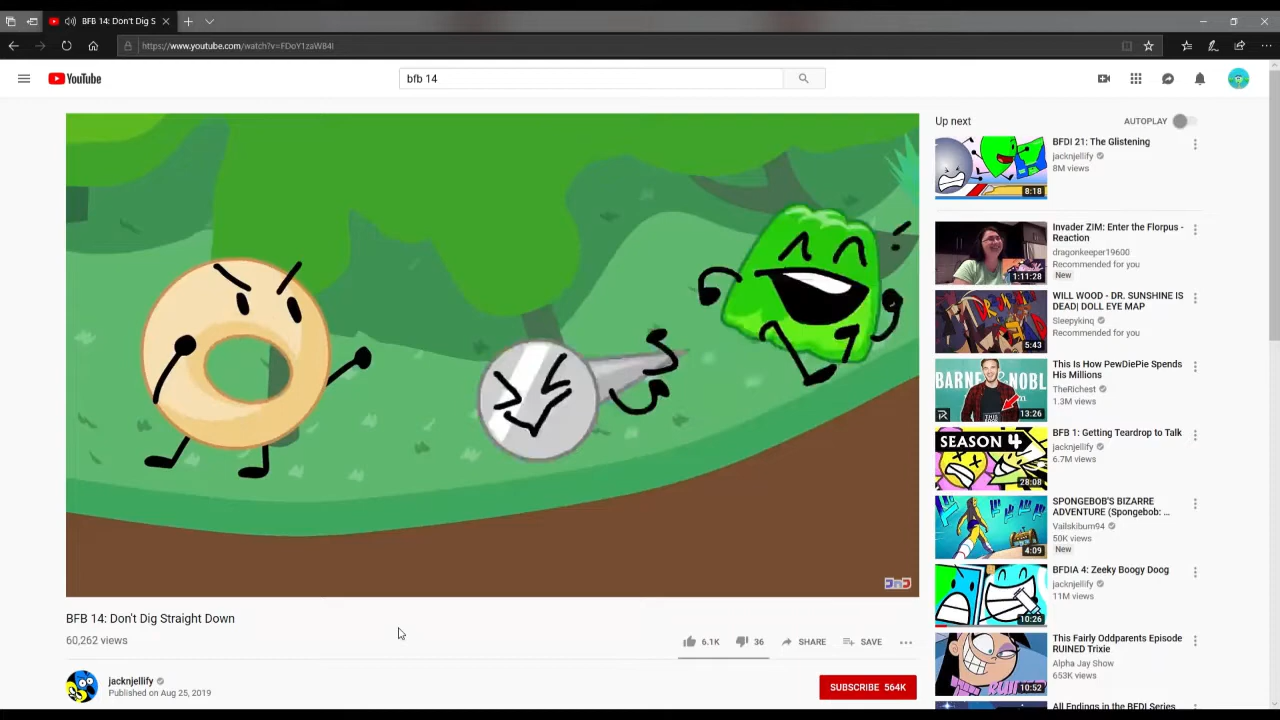 BFB 14: Don't Dig S
https://www.youtube.com/watch?v=FDoY1zaW84I
YouTube
bfb 14
Up next
AUTOPLAY
BFDI 21: The Glistening
jacknjellify
8M views
8:18
Invader ZIM: Enter the Florpus -
Reaction
dragonkeeper19600
Recommended for you
New
1:11:28
WILL WOOD - DR. SUNSHINE IS
DEAD| DOLL EYE MAP
Sleepykinq
Recommended for you
5:43
This Is How PewDiePie Spends
His Millions
TheRichest
1.3M views
BARNE NOBL
13:26
BFB 1: Getting Teardrop to Talk
jacknjellify
6.7M views
SEASON 4
28:08
SPONGEBOB'S BIZARRE
ADVENTURE (Spongebob: ...
Vailskibum94
50K views
New
4:09
BFDIA 4: Zeeky Boogy Doog
jacknjellify
11M views
10:26
This Fairly Oddparents Episode
RUINED Trixie
Alpha Jay Show
653K views
10:52
All Endings in the BFDI Series
BFB 14: Don't Dig Straight Down
60,262 views
6.1K
36
SHARE
SAVE
jacknjellify
Published on Aug 25, 2019
SUBSCRIBE 564K